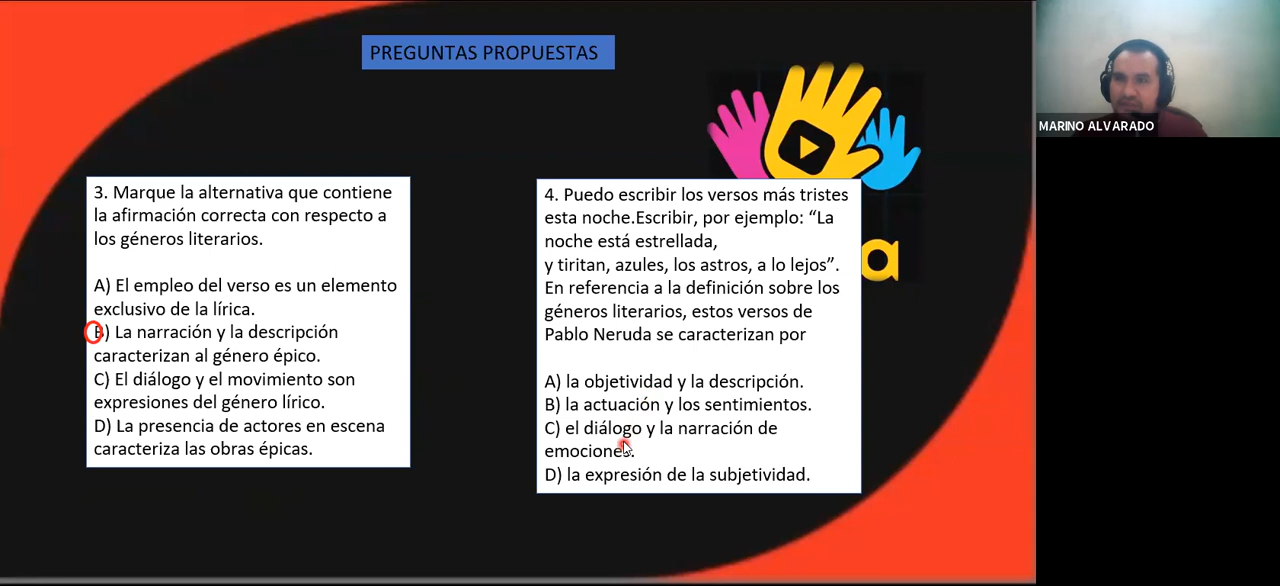 PREGUNTAS PROPUESTAS
MARINO ALVARADO
3. Marque la alternativa que contiene
la afirmación correcta con respecto a
los géneros literarios.
A) El empleo del verso es un elemento
exclusivo de la lírica.
B) La narración y la descripción
caracterizan al género épico.
C) El diálogo y el movimiento son
expresiones del género lírico.
D) La presencia de actores en escena
caracteriza las obras épicas.
4. Puedo escribir los versos más tristes
esta noche.Escribir, por ejemplo: “La
noche está estrellada,
y tiritan, azules, los astros, a lo lejos”.
En referencia a la definición sobre los
géneros literarios, estos versos de
Pablo Neruda se caracterizan por
A) la objetividad y la descripción.
B) la actuación y los sentimientos.
C) el diálogo y la narración de
emociones.
D) la expresión de la subjetividad.
a